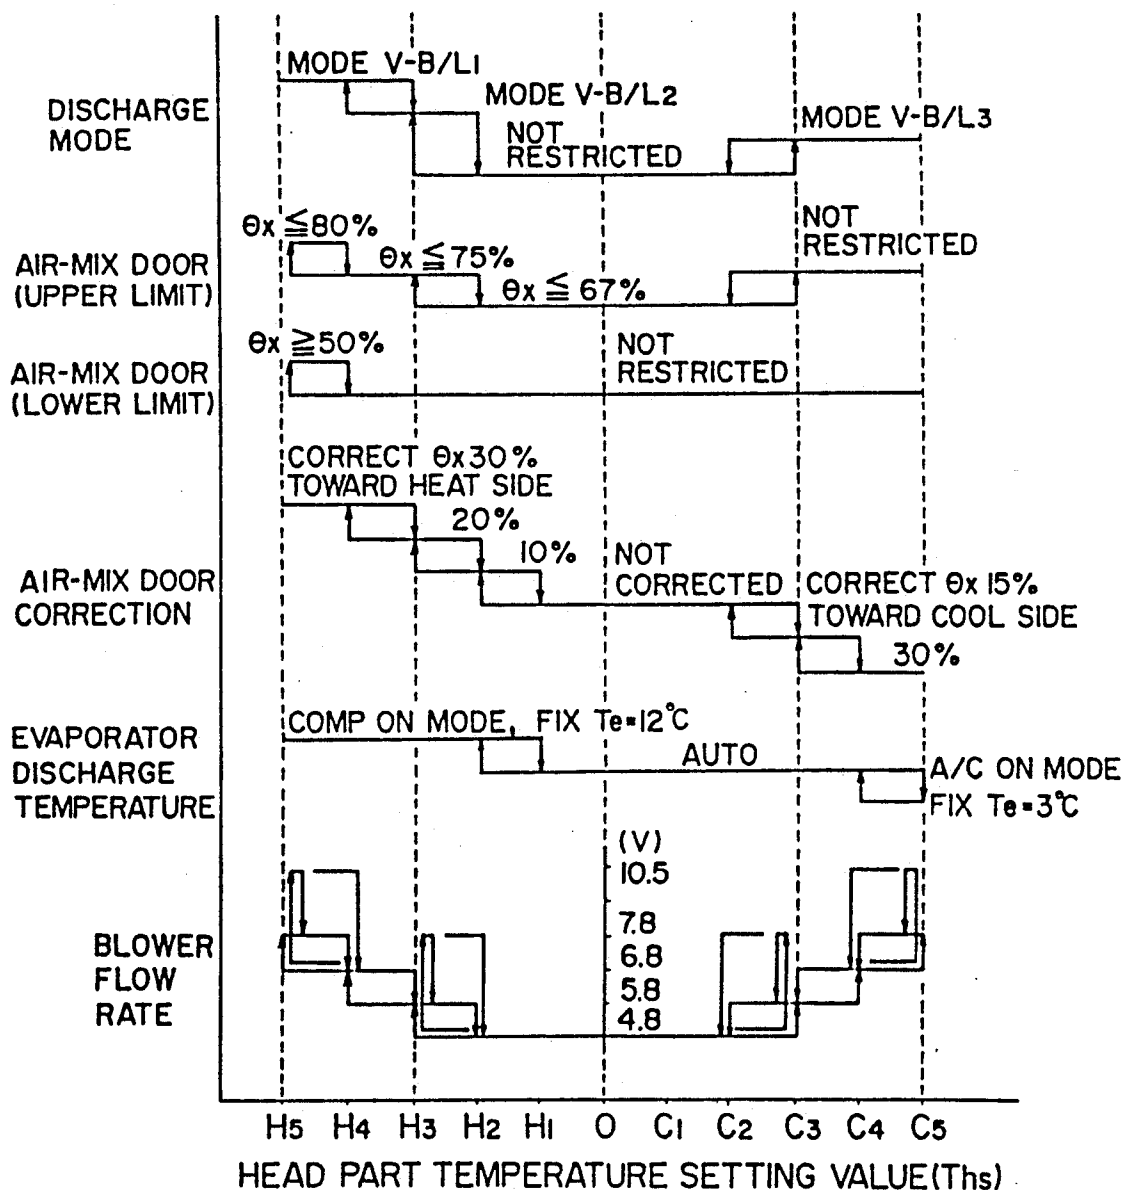 DISCHARGE
MODE
MODE V-B/L1
MODE V-B/L2
NOT
RESTRICTED
MODE V-B/L3
AIR-MIX DOOR
(UPPER LIMIT)
θx ≦80%
θx ≦75%
θx ≦ 67%
NOT
RESTRICTED
AIR-MIX DOOR
(LOWER LIMIT)
θx ≧50%
NOT
RESTRICTED
AIR-MIX DOOR
CORRECTION
CORRECT θx 30%
TOWARD HEAT SIDE
20%
10%
NOT
CORRECTED
CORRECT θx 15%
TOWARD COOL SIDE
30%
EVAPORATOR
DISCHARGE
TEMPERATURE
COMP ON MODE, FIX Te=12°C
AUTO
A/C ON MODE
FIX Te=3°C
BLOWER
FLOW
RATE
(V)
10.5
7.8
6.8
5.8
4.8
H5 H4 H3 H2 H1 0 C1 C2 C3 C4 C5
HEAD PART TEMPERATURE SETTING VALUE(Ths)